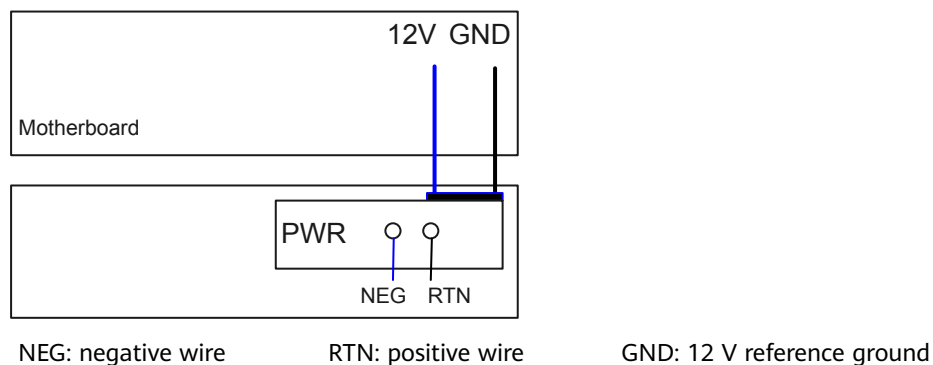 12V GND
Motherboard
PWR
NEG RTN
NEG: negative wire RTN: positive wire GND: 12 V reference ground